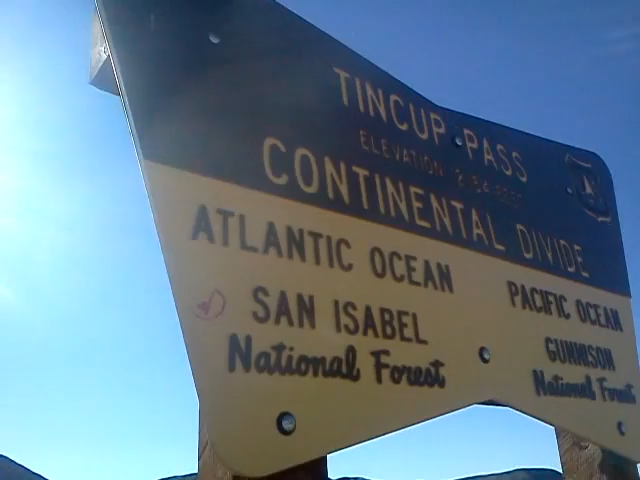 TINCUP PASS
ELEVATION
CONTINENTAL DIVIDE
ATLANTIC OCEAN
PACIFIC OCEAN
SAN ISABEL
National Forest
GUNNISON
National Forest